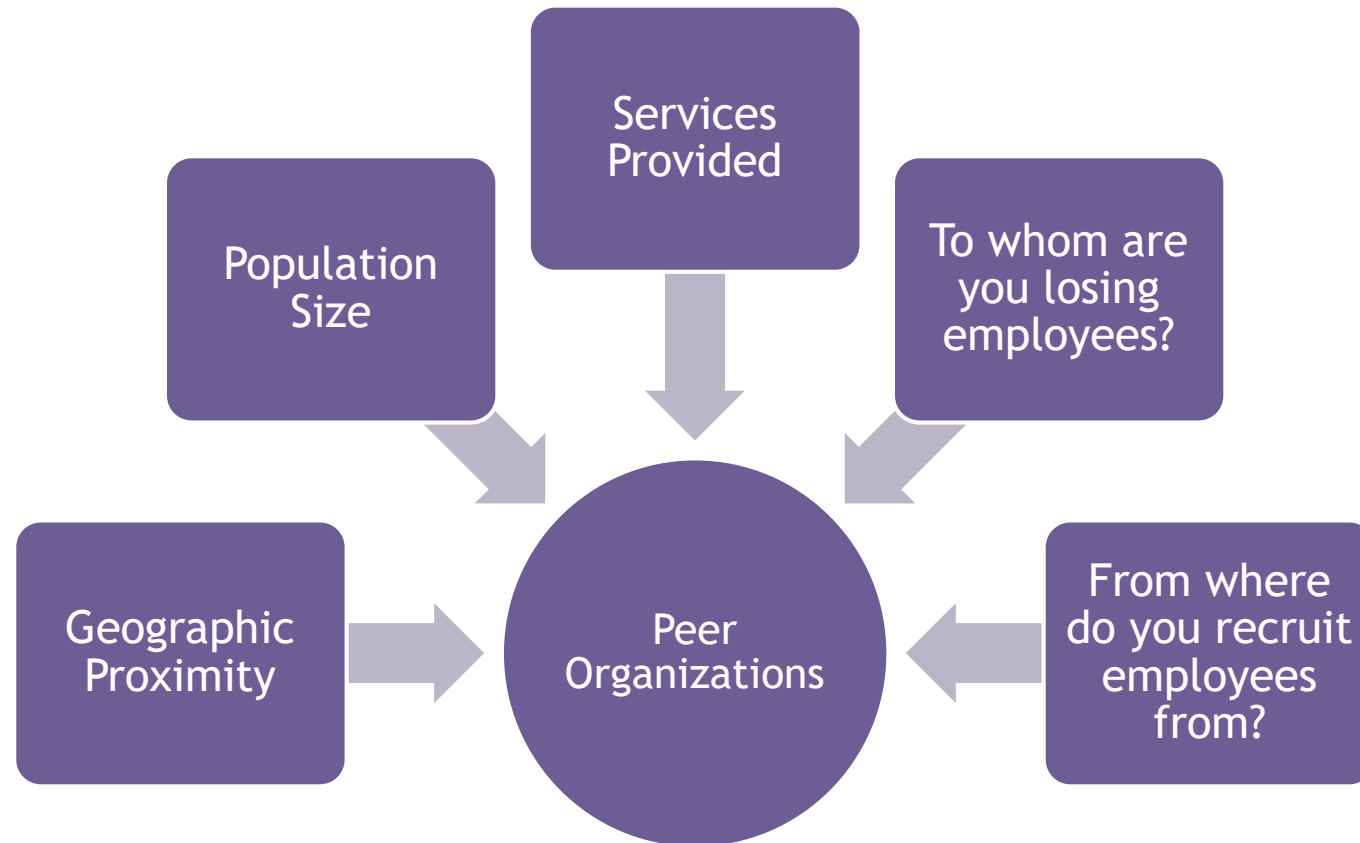 Services
Provided
Population
Size
To whom are
you losing
employees?
Geographic
Proximity
From where
do you recruit
employees
from?
Peer
Organizations